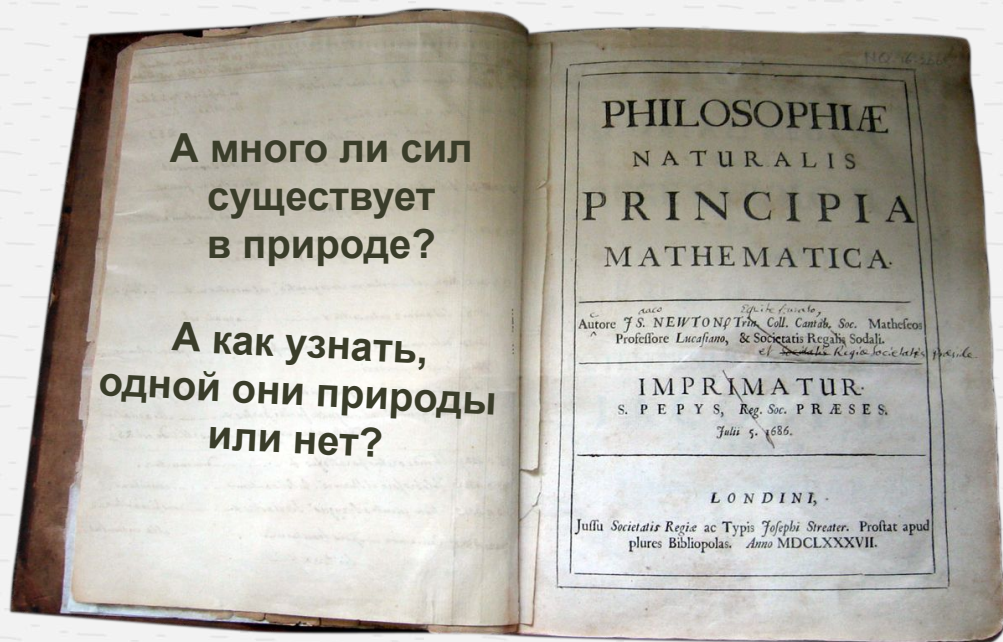 А много ли сил
существует
в природе?
А как узнать,
одной они природы
или нет?
PHILOSOPHIÆ
NATURALIS
PRINCIPIA
MATHEMATICA.
Autore J S. NEWTON, Trin. Coll. Cantab. Soc. Matheſeos
Profeſſore Lucaſiano, & Societatis Regalis Sodali.
IMPRIMATUR.
S. PEPYS, Reg. Soc. PRÆSES.
Julii 5. 1686.
LONDINI,
Juſſu Societatis Regiæ ac Typis Joſephi Streater. Proſtat apud
plures Bibliopolas. Anno MDCLXXXVII.